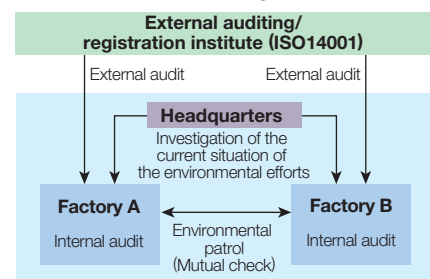 External auditing/
registration institute (ISO14001)
External audit
External audit
Headquarters
Investigation of the
current situation of
the environmental efforts
Factory A
Internal audit
Environmental
patrol
(Mutual check)
Factory B
Internal audit